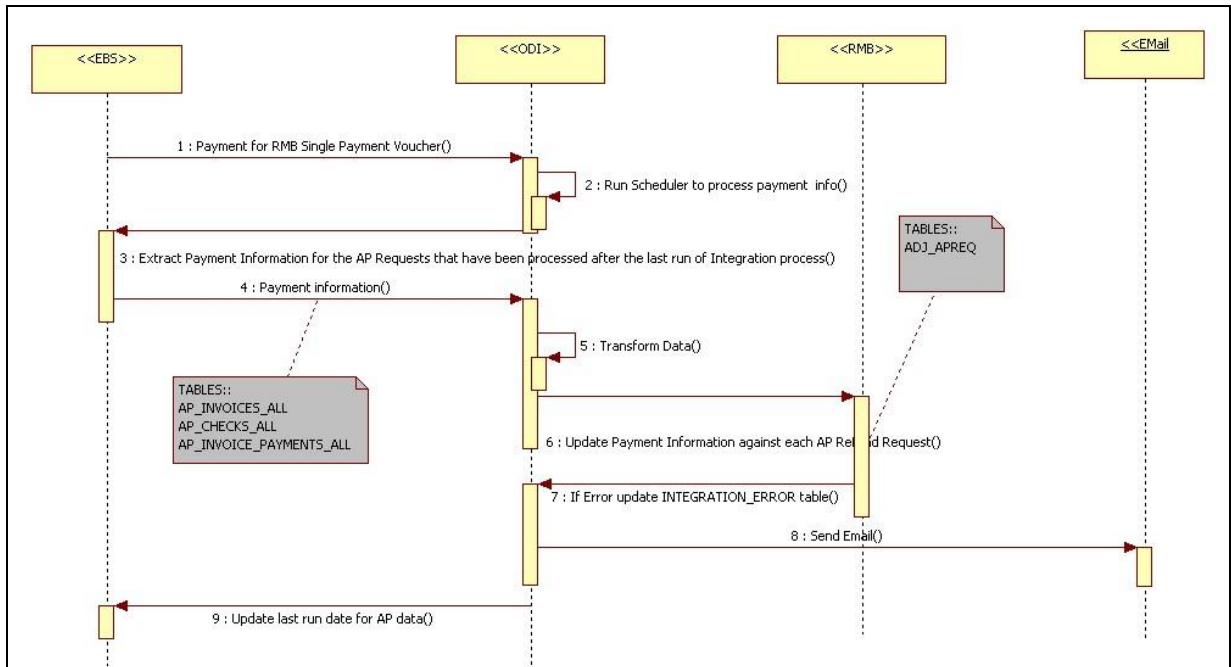 <<EBS>>
<<ODI>>
<<RMB>>
<<EMail
1 : Payment for RMB Single Payment Voucher()
2 : Run Scheduler to process payment info()
TABLES::
ADJ_APREQ
3 : Extract Payment Information for the AP Requests that have been processed after the last run of Integration process()
4 : Payment information()
5 : Transform Data()
TABLES::
AP_INVOICES_ALL
AP_CHECKS_ALL
AP_INVOICE_PAYMENTS_ALL
6 : Update Payment Information against each AP Refund Request()
7 : If Error update INTEGRATION_ERROR table()
8 : Send Email()
9 : Update last run date for AP data()